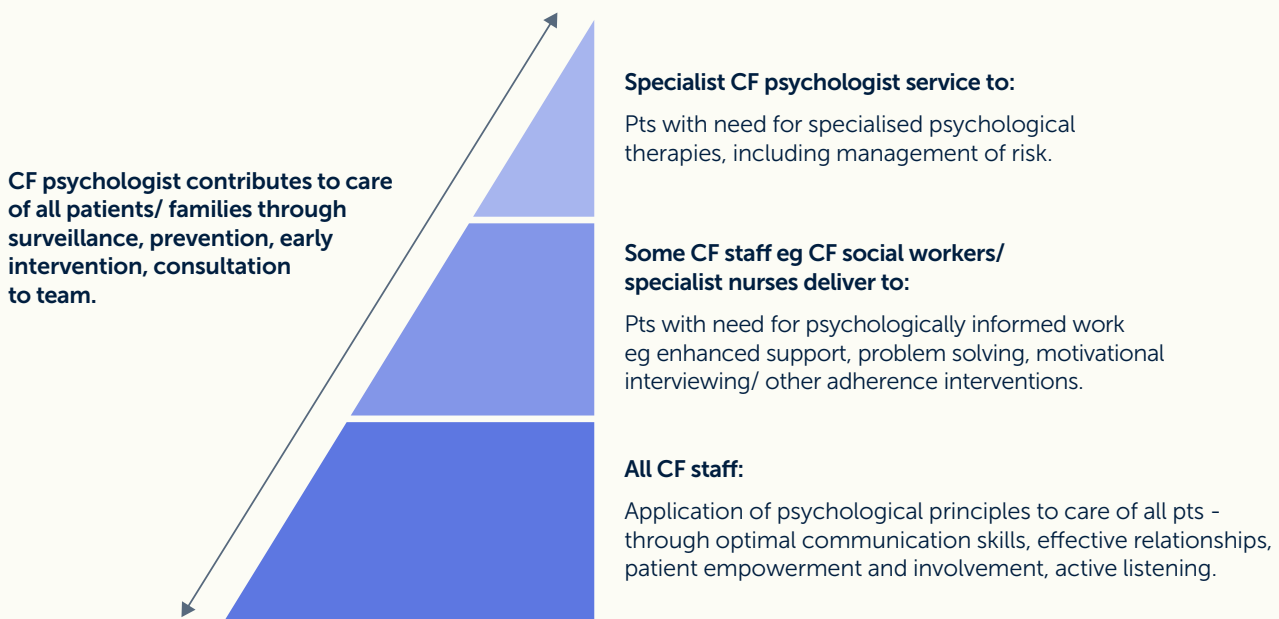 CF psychologist contributes to care
of all patients/ families through
surveillance, prevention, early
intervention, consultation
to team.
Specialist CF psychologist service to:
Pts with need for specialised psychological
therapies, including management of risk.
Some CF staff eg CF social workers/
specialist nurses deliver to:
Pts with need for psychologically informed work
eg enhanced support, problem solving, motivational
interviewing/ other adherence interventions.
All CF staff:
Application of psychological principles to care of all pts -
through optimal communication skills, effective relationships,
patient empowerment and involvement, active listening.